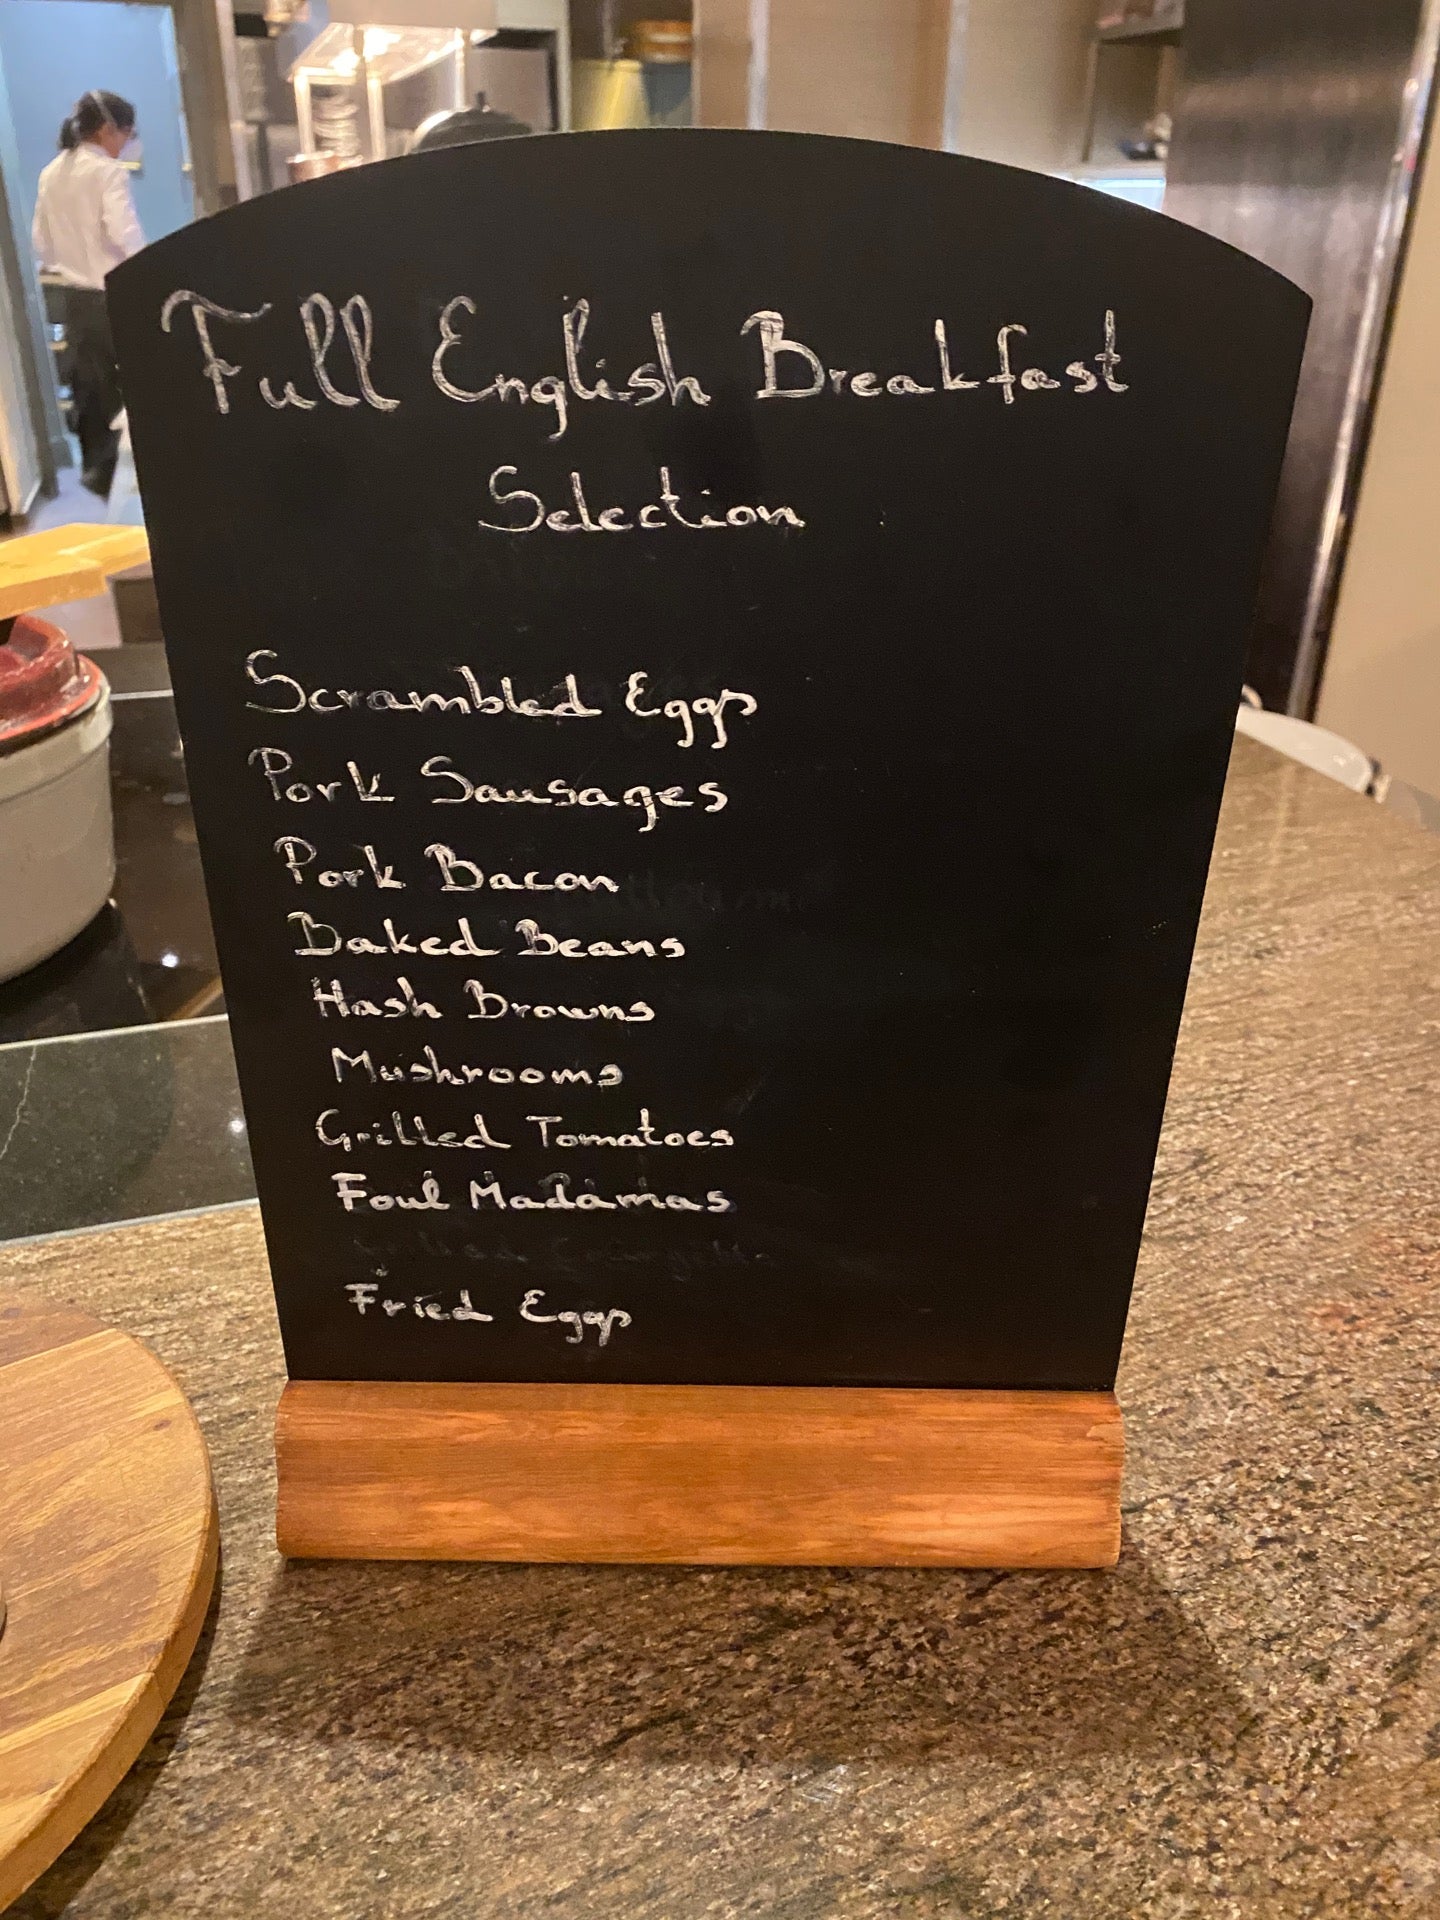 Full English Breakfast
Selection
Scrambled Eggs
Pork Sausages
Pork Bacon
Baked Beans
Hash Browns
Mushrooms
Grilled Tomatoes
Foul Madamas
Fried Eggs